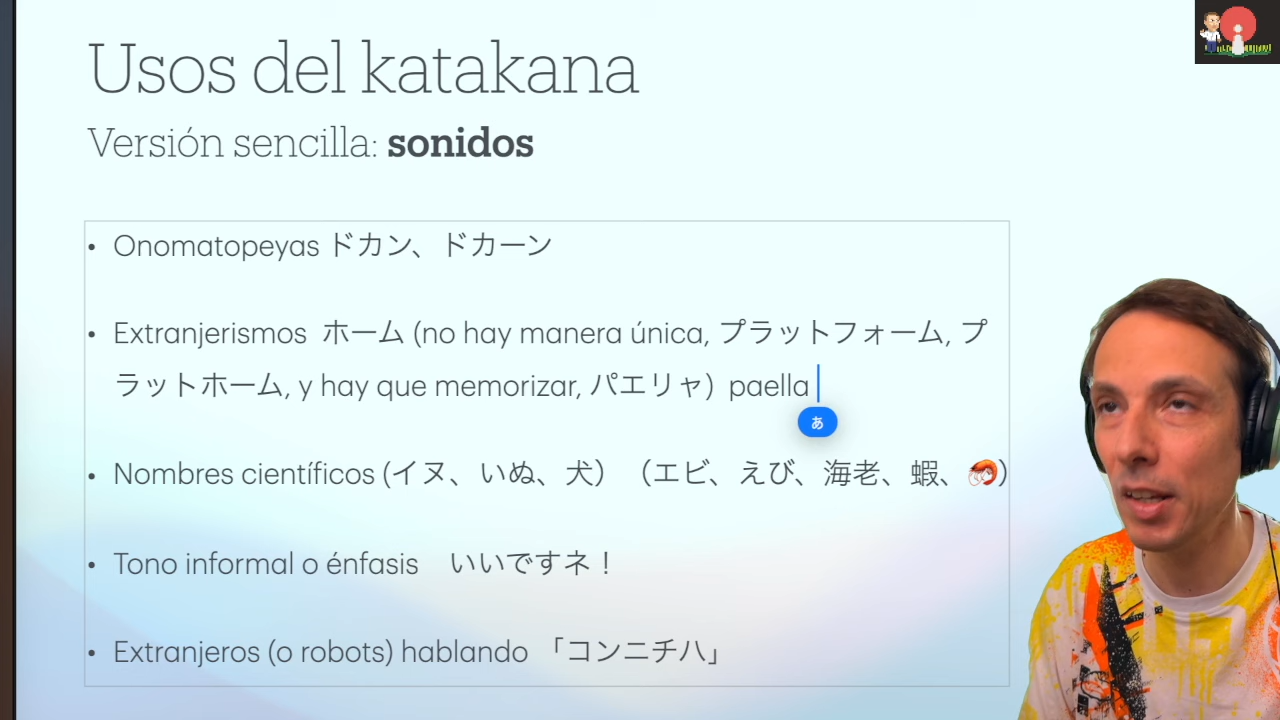 Usos del katakana
Versión sencilla: sonidos
• Onomatopeyas ドカン、ドカーン
• Extranjerismos ホーム (no hay manera única, プラットフォーム, プ
ラットホーム, y hay que memorizar, パエリャ）paella
あ
• Nombres científicos (イヌ、いぬ、犬）（エビ、えび、海老、蝦、🦐)
• Tono informal o énfasis　いいですネ！
• Extranjeros (o robots) hablando 「コンニチハ」